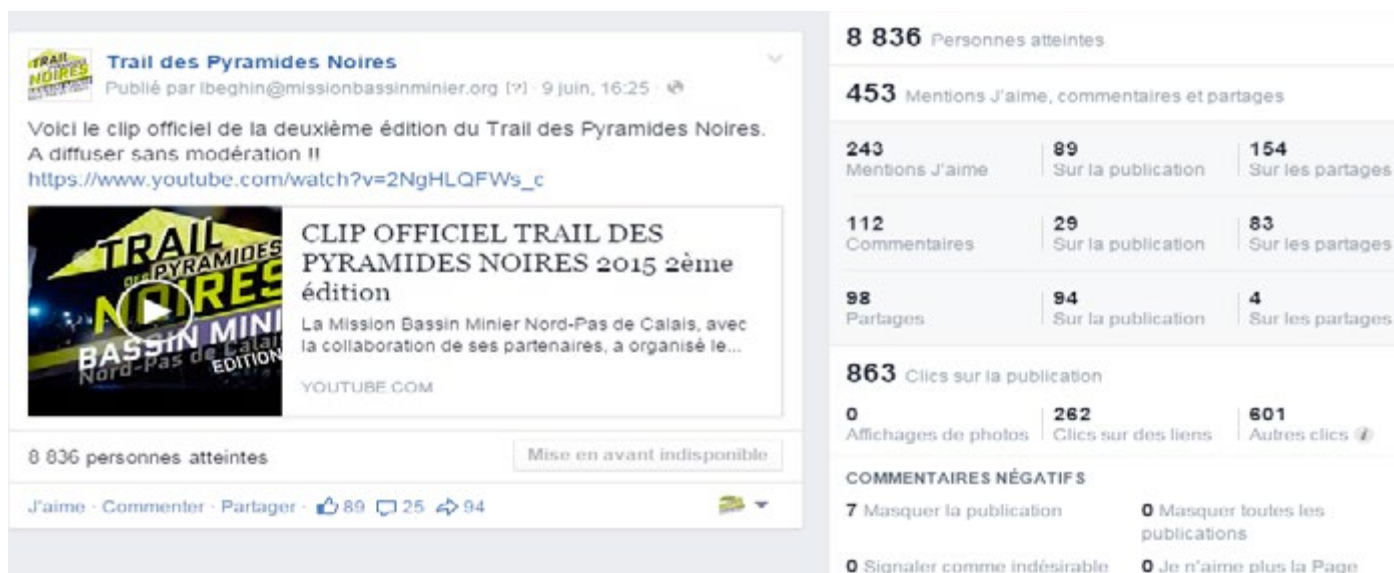 TRAIL
NOIRES
Trail des Pyramides Noires
Publié par lbeghin@missionbassinminier.org [?] · 9 juin, 16:25 ·
Voici le clip officiel de la deuxième édition du Trail des Pyramides Noires.
A diffuser sans modération !!
https://www.youtube.com/watch?v=2NgHLQFWs_c
TRAIL
DES PYRAMIDES
NOIRES
BASSIN MINI
Nord-Pas de Calai
EDITION
CLIP OFFICIEL TRAIL DES
PYRAMIDES NOIRES 2015 2ème
édition
La Mission Bassin Minier Nord-Pas de Calais, avec
la collaboration de ses partenaires, a organisé le...
YOUTUBE.COM
8 836 personnes atteintes
Mise en avant indisponible
J'aime · Commenter · Partager · 89 25 94
8 836 Personnes atteintes
453 Mentions J'aime, commentaires et partages
243 89 154
Mentions J'aime Sur la publication Sur les partages
112 29 83
Commentaires Sur la publication Sur les partages
98 94 4
Partages Sur la publication Sur les partages
863 Clics sur la publication
0 262 601
Affichages de photos Clics sur des liens Autres clics i
COMMENTAIRES NÉGATIFS
7 Masquer la publication 0 Masquer toutes les
publications
0 Signaler comme indésirable 0 Je n'aime plus la Page